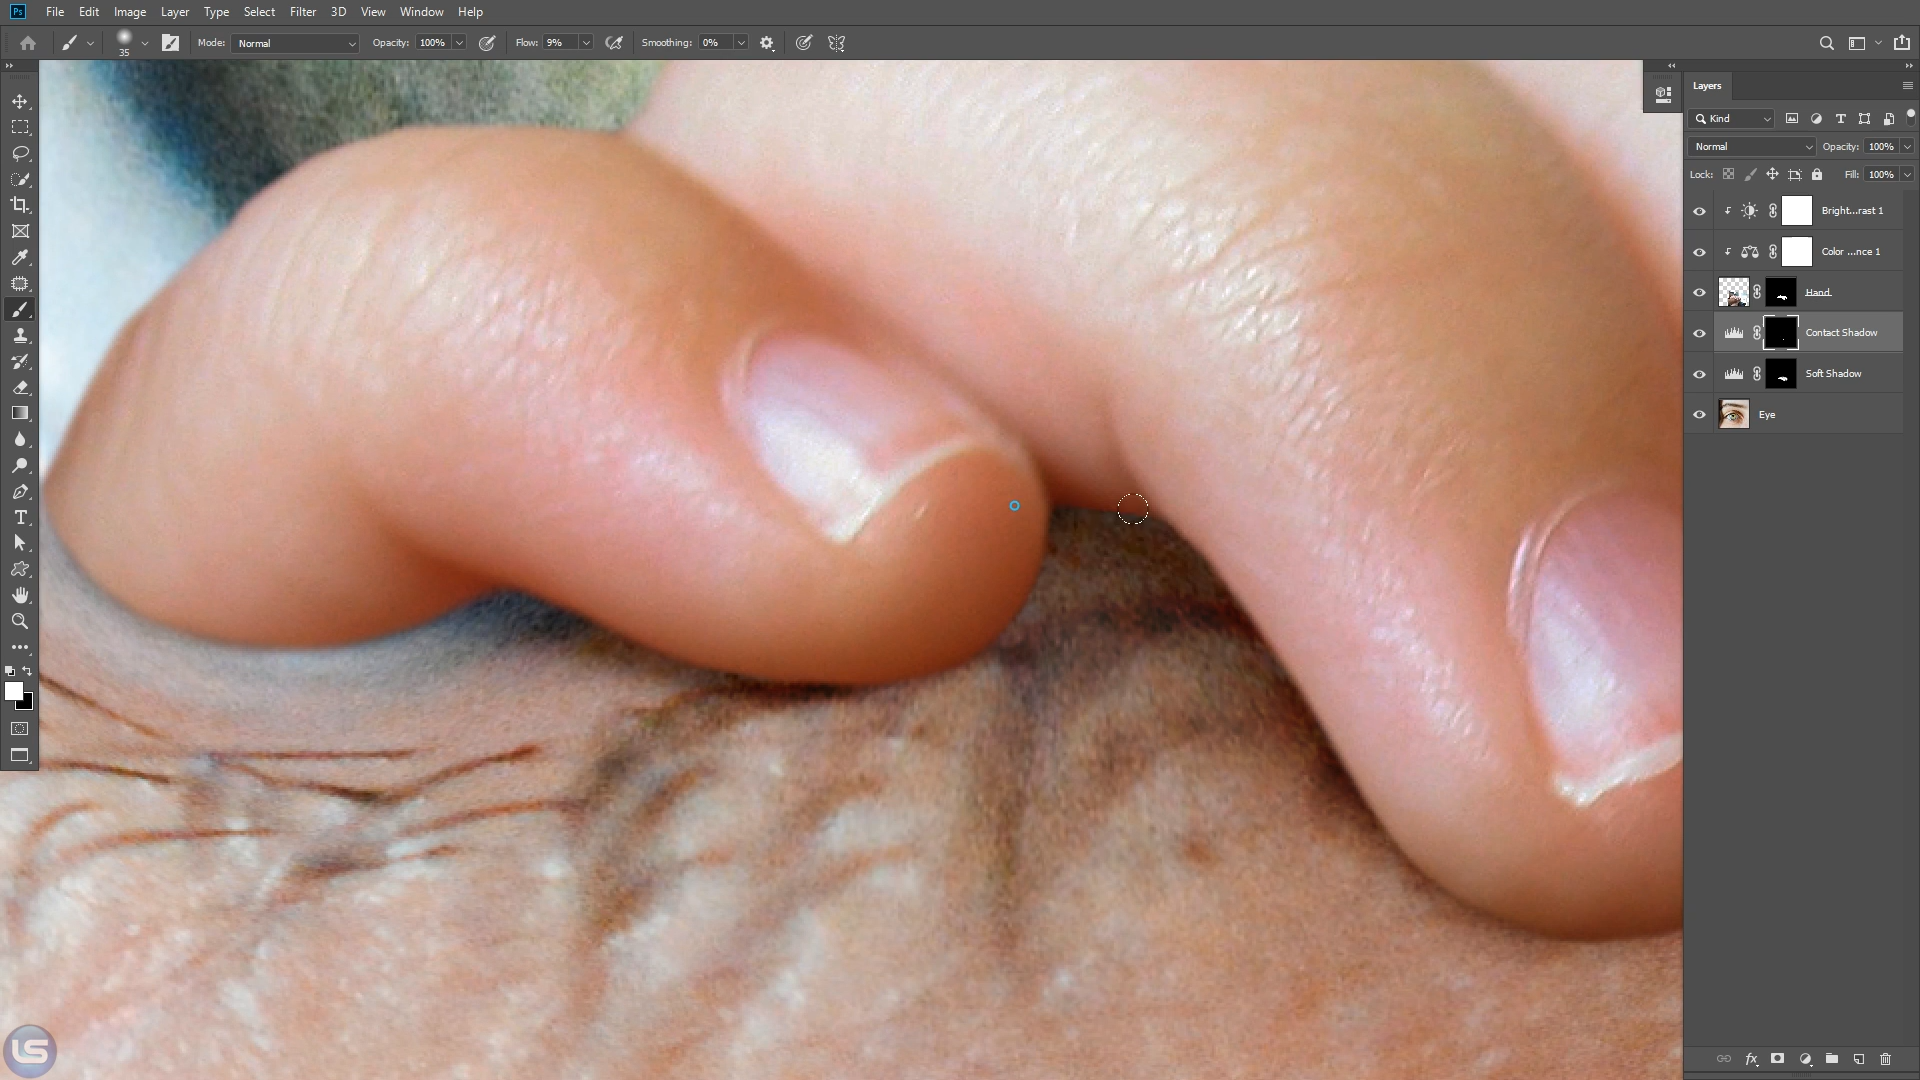 Ps File Edit Image Layer Type Select Filter 3D View Window Help
35 Mode: Normal Opacity: 100% Flow: 9% Smoothing: 0%
Layers
Kind
Normal Opacity: 100%
Lock: Fill: 100%
Bright...rast 1
Color ...nce 1
Hand
Contact Shadow
Soft Shadow
Eye
fx
LS